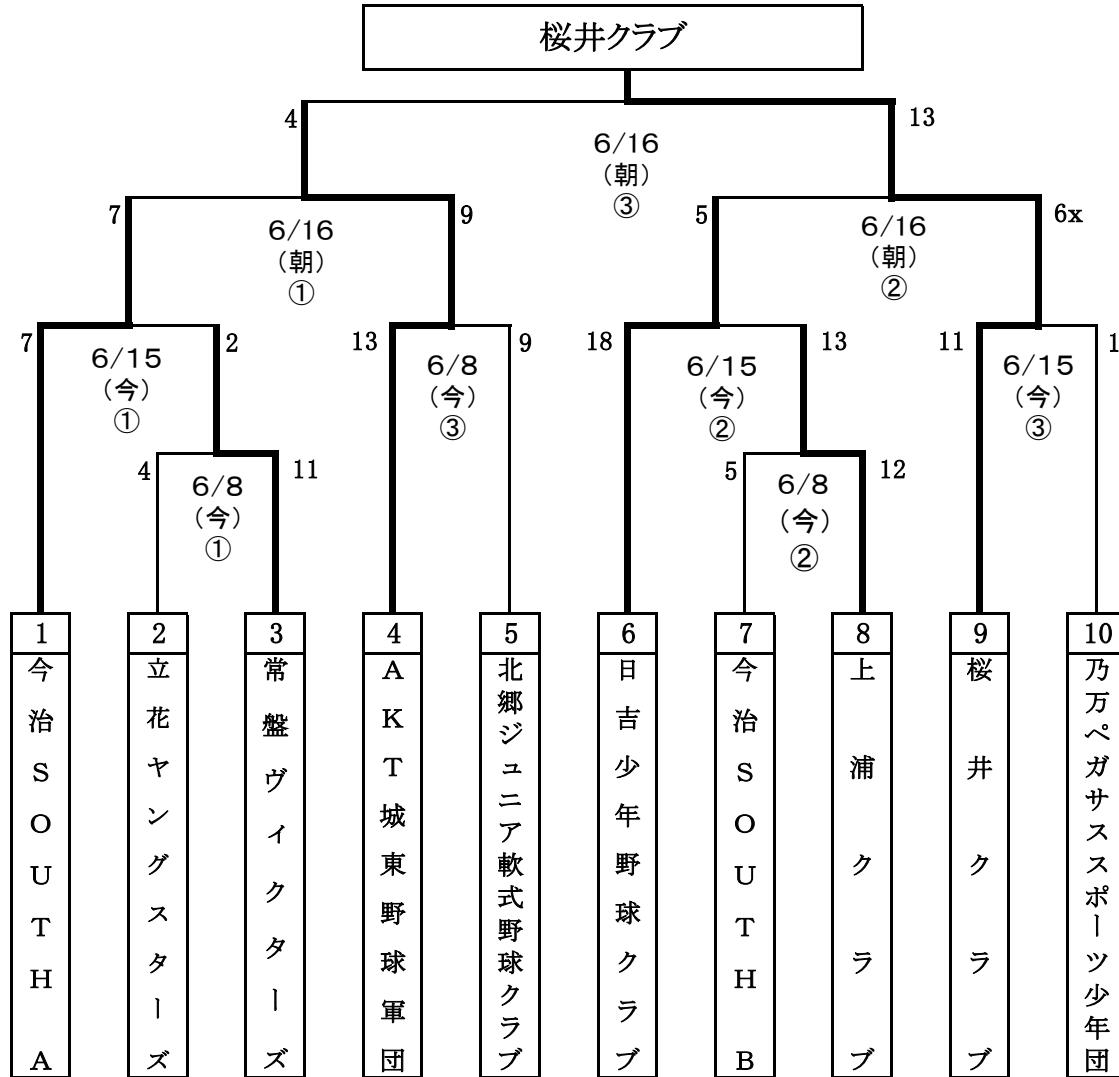 桜井クラブ
4
13
6/16
(朝)
③
7
9
5
6x
6/16
(朝)
①
6/16
(朝)
②
7
2
13
9
18
13
11
1
6/15
(今)
①
6/8
(今)
③
6/15
(今)
②
6/15
(今)
③
4
11
5
12
6/8
(今)
①
6/8
(今)
②
1
2
3
4
5
6
7
8
9
10
今治SOUTH A
立花ヤングスターズ
常盤ヴィクターズ
AKT城東野球軍団
北郷ジュニア軟式野球クラブ
日吉少年野球クラブ
今治SOUTH B
上浦クラブ
桜井クラブ
乃万ペガサススポーツ少年団